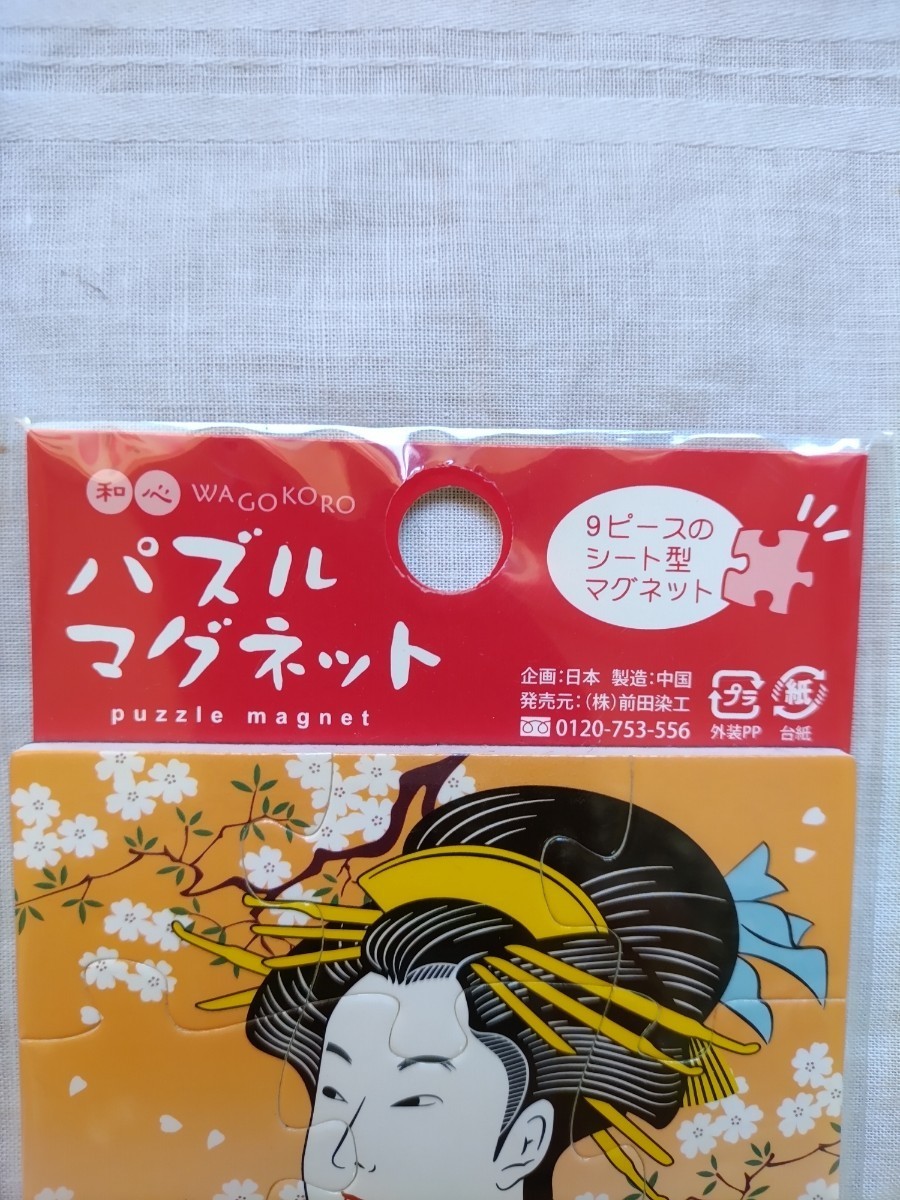 和心 WAGOKORO
パズル
マグネット
puzzle magnet
9ピースの
シート型
マグネット
企画:日本 製造:中国
発売元:(株)前田染工
0120-753-556
プラ
外装PP
紙
台紙